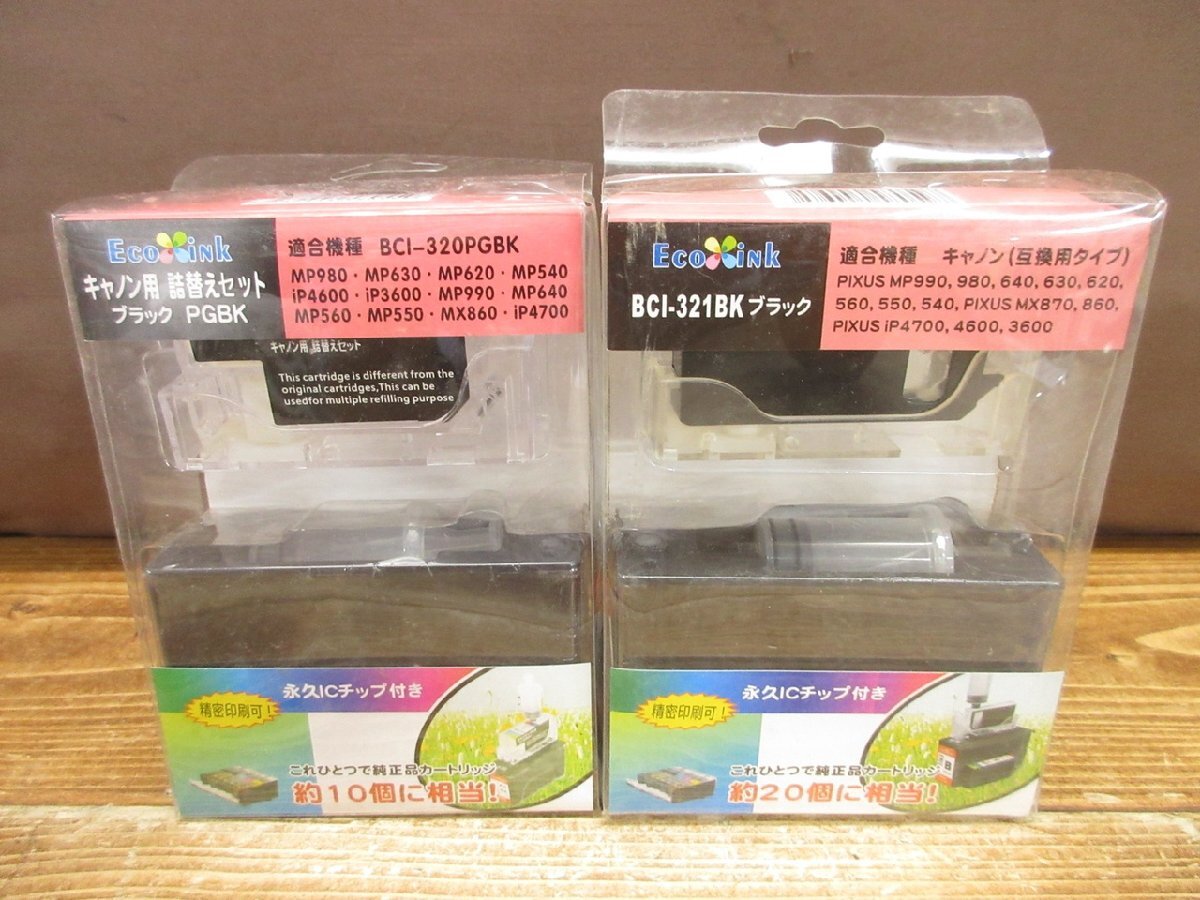 Eco ink
キャノン用 詰替えセット
ブラック PGBK
適合機種 BCI-320PGBK
MP980・MP630・MP620・MP540
iP4600・iP3600・MP990・MP640
MP560・MP550・MX860・iP4700
キャノン用 詰替えセット
This cartridge is different from the
original cartridges,This can be
usedfor multiple refilling purpose
永久ICチップ付き
精密印刷可!
これひとつで純正品カートリッジ
約10個に相当!
Eco ink
BCI-321BK ブラック
適合機種 キャノン(互換用タイプ)
PIXUS MP990, 980, 640, 630, 620,
560, 550, 540, PIXUS MX870, 860,
PIXUS iP4700, 4600, 3600
永久ICチップ付き
精密印刷可!
これひとつで純正品カートリッジ
約20個に相当!